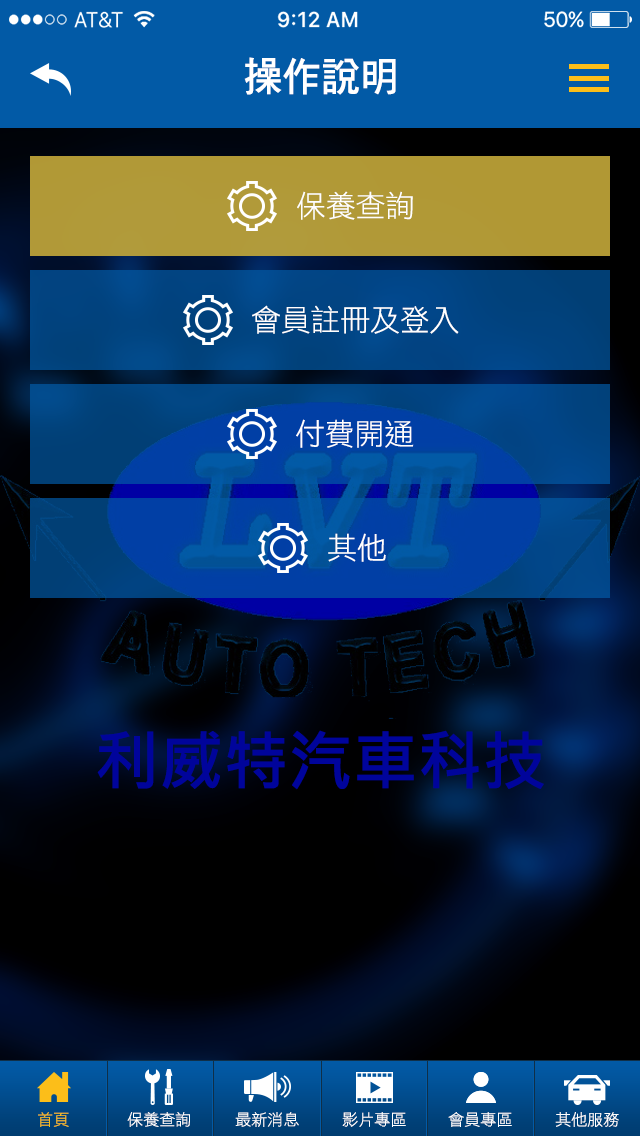 AT&T 9:12 AM 50%
操作說明
保養查詢
會員註冊及登入
付費開通
其他
LVT
AUTO TECH
利威特汽車科技
首頁 保養查詢 最新消息 影片專區 會員專區 其他服務